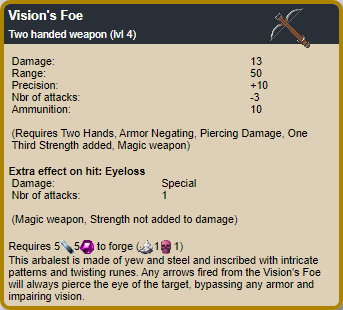 Vision's Foe
Two handed weapon (lvl 4)
Damage: 13
Range: 50
Precision: +10
Nbr of attacks: -3
Ammunition: 10
(Requires Two Hands, Armor Negating, Piercing Damage, One
Third Strength added, Magic weapon)
Extra effect on hit: Eyeloss
Damage: Special
Nbr of attacks: 1
(Magic weapon, Strength not added to damage)
Requires 5 5 to forge ( 1 1)
This arbalest is made of yew and steel and inscribed with intricate
patterns and twisting runes. Any arrows fired from the Vision's Foe
will always pierce the eye of the target, bypassing any armor and
impairing vision.